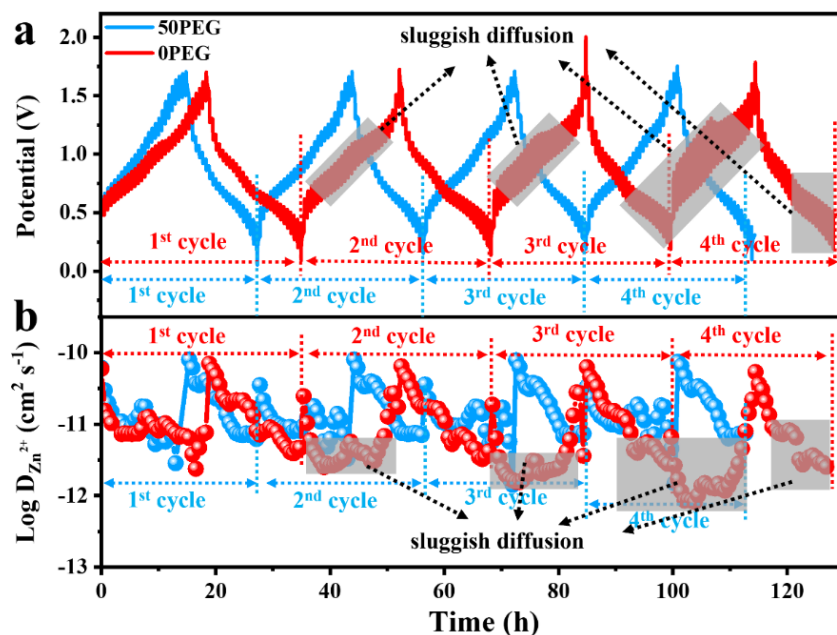 a
50PEG
0PEG
sluggish diffusion
Potential (V)
2.0
1.5
1.0
0.5
0.0
1st cycle
2nd cycle
3rd cycle
4th cycle
1st cycle
2nd cycle
3rd cycle
4th cycle
b
1st cycle
2nd cycle
3rd cycle
4th cycle
Log D Zn2+ (cm2 s-1)
-10
-11
-12
-13
1st cycle
2nd cycle
3rd cycle
4th cycle
sluggish diffusion
0 20 40 60 80 100 120
Time (h)